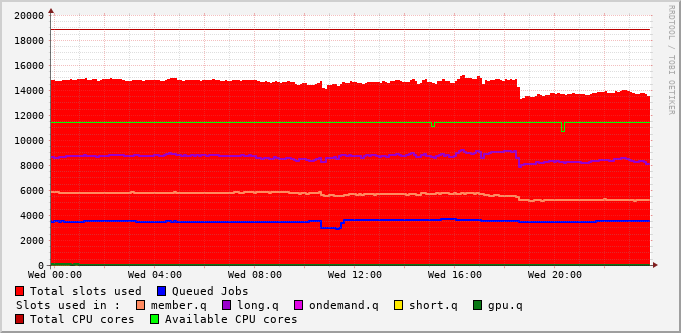 20000
18000
16000
14000
12000
10000
8000
6000
4000
2000
0
Wed 00:00 Wed 04:00 Wed 08:00 Wed 12:00 Wed 16:00 Wed 20:00
RRDTOOL / TOBI OETIKER
Total slots used Queued Jobs
Slots used in : member.q long.q ondemand.q short.q gpu.q
Total CPU cores Available CPU cores